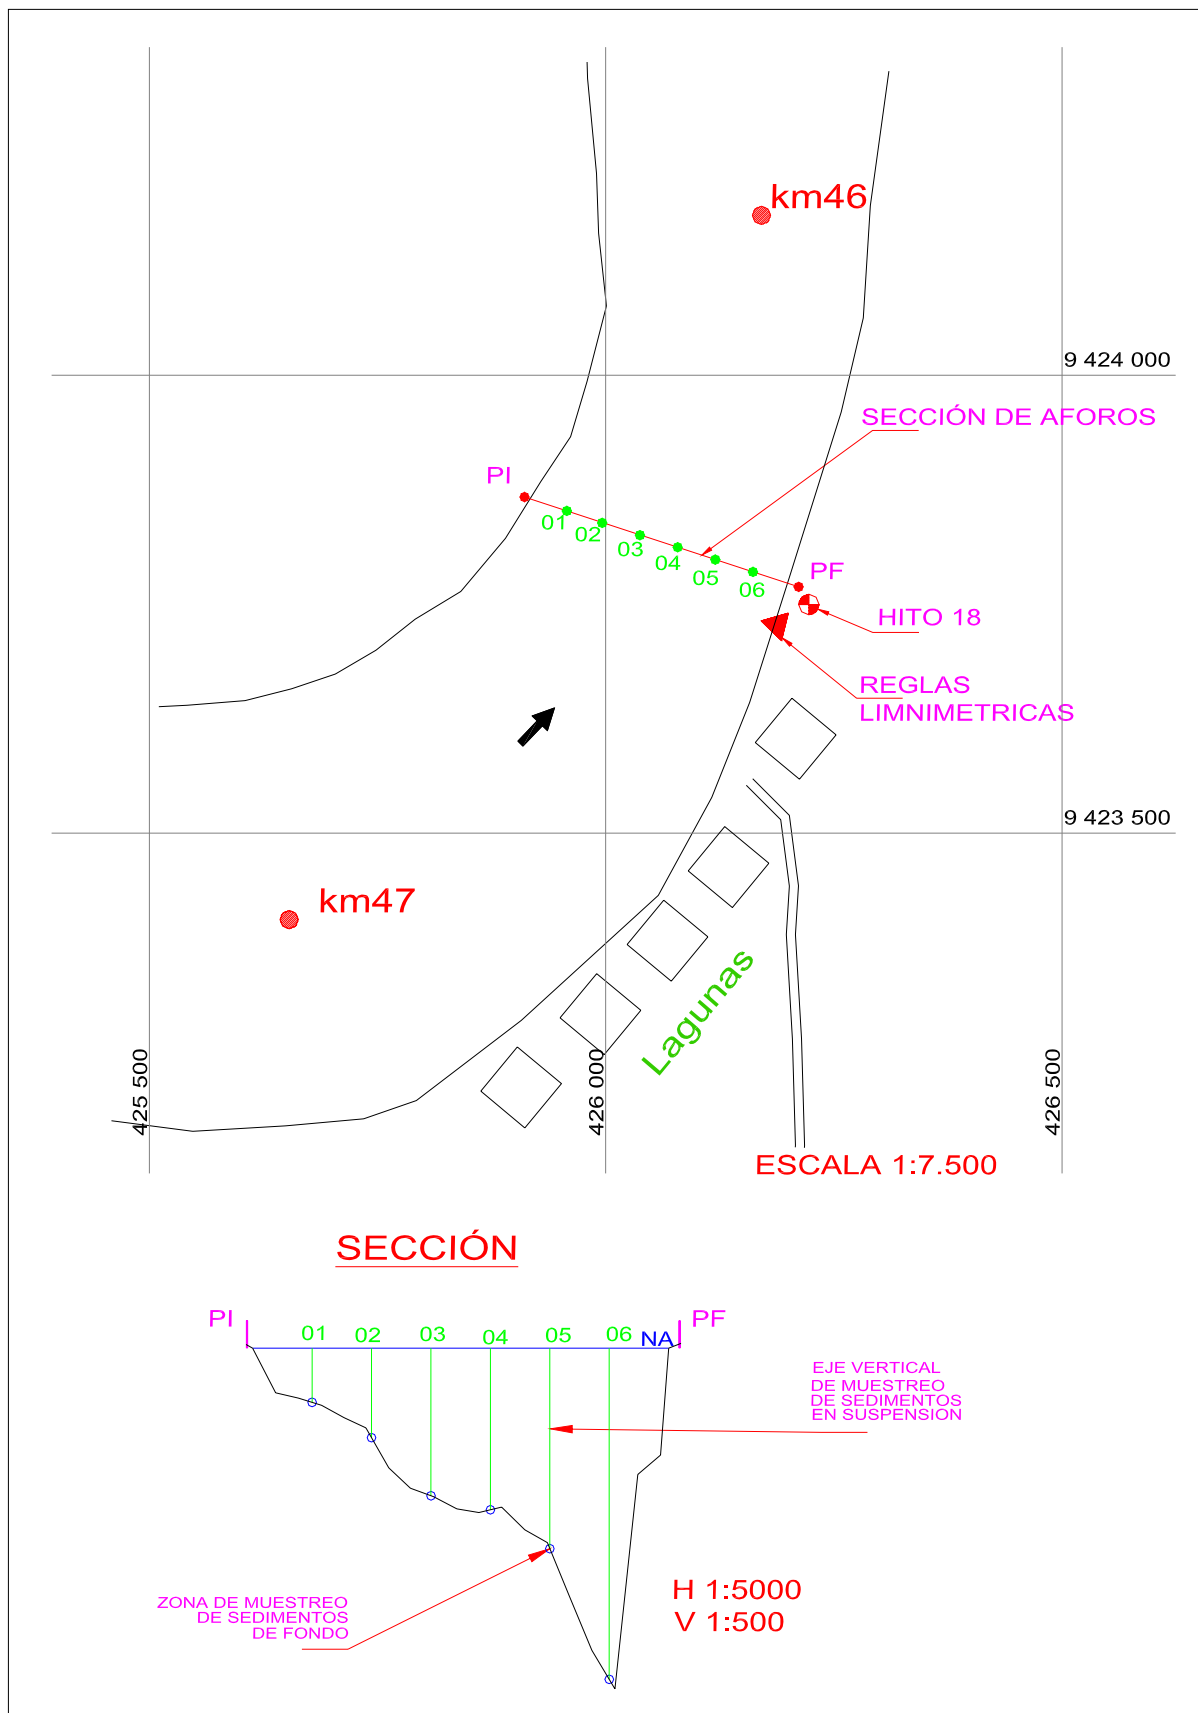 km46
9 424 000
SECCIÓN DE AFOROS
PI
01
02
03
04
05
06
PF
HITO 18
REGLAS
LIMNIMETRICAS
9 423 500
km47
Lagunas
425 500
426 000
426 500
ESCALA 1:7.500
SECCIÓN
PI
01
02
03
04
05
06
NA
PF
EJE VERTICAL
DE MUESTREO
DE SEDIMENTOS
EN SUSPENSION
ZONA DE MUESTREO
DE SEDIMENTOS
DE FONDO
H 1:5000
V 1:500